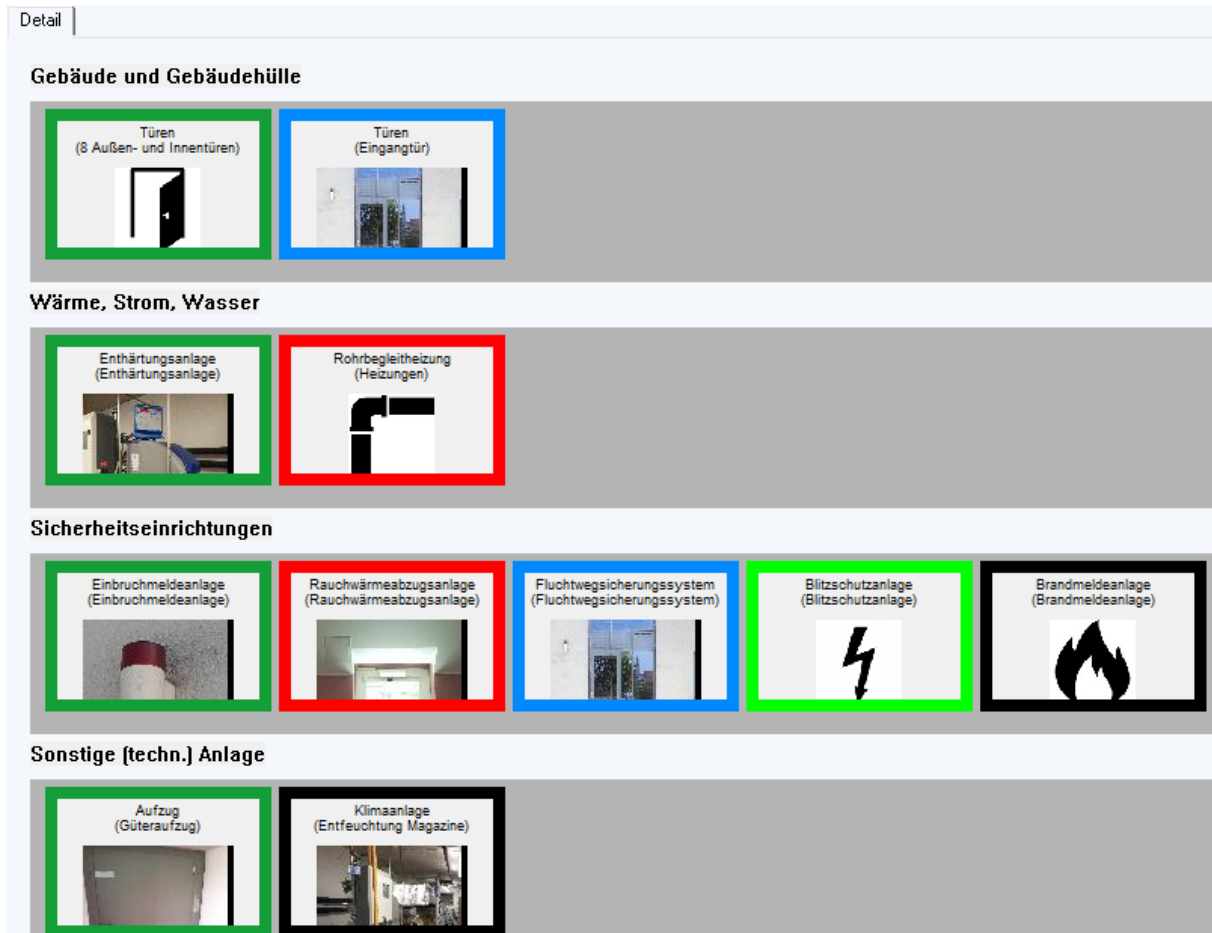 Detail
Gebäude und Gebäudehülle
Türen
(8 Außen- und Innentüren)
Türen
(Eingangtür)
Wärme, Strom, Wasser
Enthärtungsanlage
(Enthärtungsanlage)
Rohrbegleitheizung
(Heizungen)
Sicherheitseinrichtungen
Einbruchmeldeanlage
(Einbruchmeldeanlage)
Rauchwärmeabzugsanlage
(Rauchwärmeabzugsanlage)
Fluchtwegsicherungssystem
(Fluchtwegsicherungssystem)
Blitzschutzanlage
(Blitzschutzanlage)
Brandmeldeanlage
(Brandmeldeanlage)
Sonstige (techn.) Anlage
Aufzug
(Güteraufzug)
Klimaanlage
(Entfeuchtung Magazine)